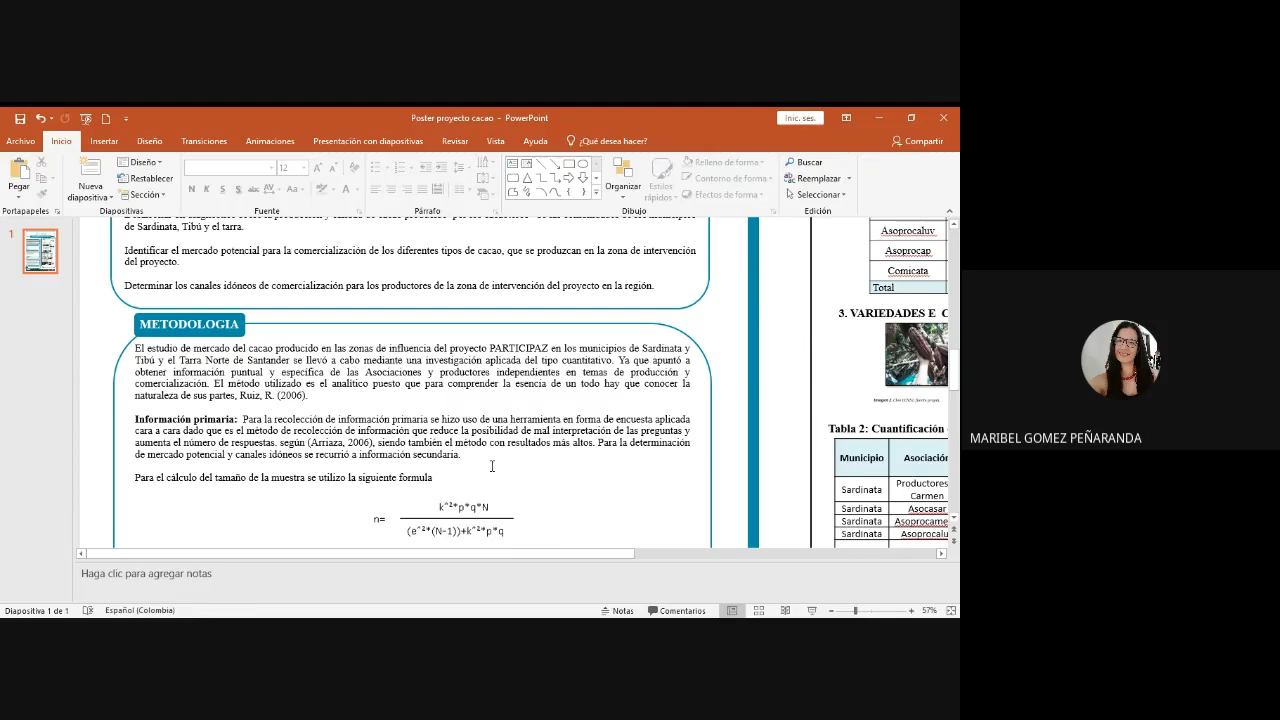 Poster proyecto cacao - PowerPoint
Inic. ses.
Archivo Inicio Insertar Diseño Transiciones Animaciones Presentación con diapositivas Revisar Vista Ayuda ¿Qué desea hacer? Compartir
Pegar
Nueva
diapositiva
Diseño
Restablecer
Sección
12
N K S S abc AV Aa A
Organizar
Estilos
rápidos
Relleno de forma
Contorno de forma
Efectos de forma
Buscar
Reemplazar
Seleccionar
Portapapeles Diapositivas Fuente Párrafo Dibujo Edición
1
de Sardinata, Tibú y el tarra.
Identificar el mercado potencial para la comercialización de los diferentes tipos de cacao, que se produzcan en la zona de intervención
del proyecto.
Determinar los canales idóneos de comercialización para los productores de la zona de intervención del proyecto en la región.
METODOLOGIA
El estudio de mercado del cacao producido en las zonas de influencia del proyecto PARTICIPAZ en los municipios de Sardinata y
Tibú y el Tarra Norte de Santander se llevó a cabo mediante una investigación aplicada del tipo cuantitativo. Ya que apuntó a
obtener información puntual y específica de las Asociaciones y productores independientes en temas de producción y
comercialización. El método utilizado es el analítico puesto que para comprender la esencia de un todo hay que conocer la
naturaleza de sus partes, Ruiz, R. (2006).
Información primaria: Para la recolección de información primaria se hizo uso de una herramienta en forma de encuesta aplicada
cara a cara dado que es el método de recolección de información que reduce la posibilidad de mal interpretación de las preguntas y
aumenta el número de respuestas. según (Arriaza, 2006), siendo también el método con resultados más altos. Para la determinación
de mercado potencial y canales idóneos se recurrió a información secundaria.
Para el cálculo del tamaño de la muestra se utilizo la siguiente formula
k^²*p*q*N
n=
(e^²*(N-1))+k^²*p*q
Asoprocaluv
Asoprocap
Comicata
Total
3. VARIEDADES E C
Tabla 2: Cuantificación
Municipio Asociación
Sardinata Productores
Carmen
Sardinata Asocasar
Sardinata Asoprocame
Sardinata Asoprocalu
Haga clic para agregar notas
Diapositiva 1 de 1 Español (Colombia) Notas Comentarios 57%
MARIBEL GOMEZ PEÑARANDA